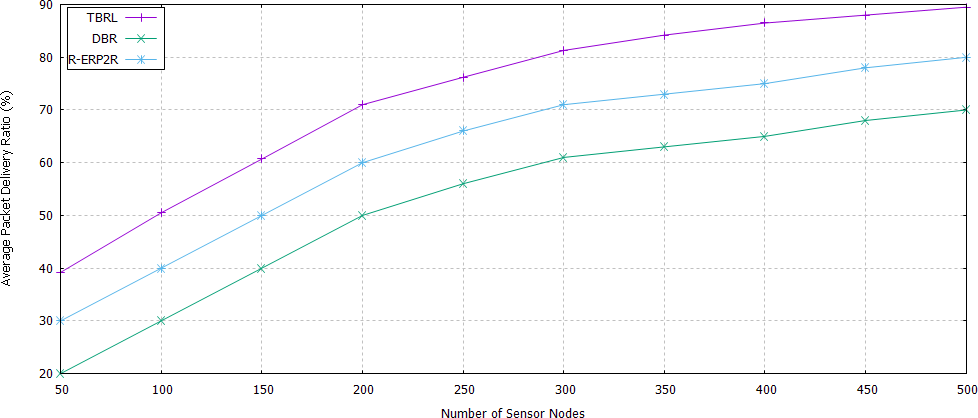 90
80
70
60
50
40
30
20
TBRL
DBR
R-ERP2R
Average Packet Delivery Ratio (%)
50 100 150 200 250 300 350 400 450 500
Number of Sensor Nodes